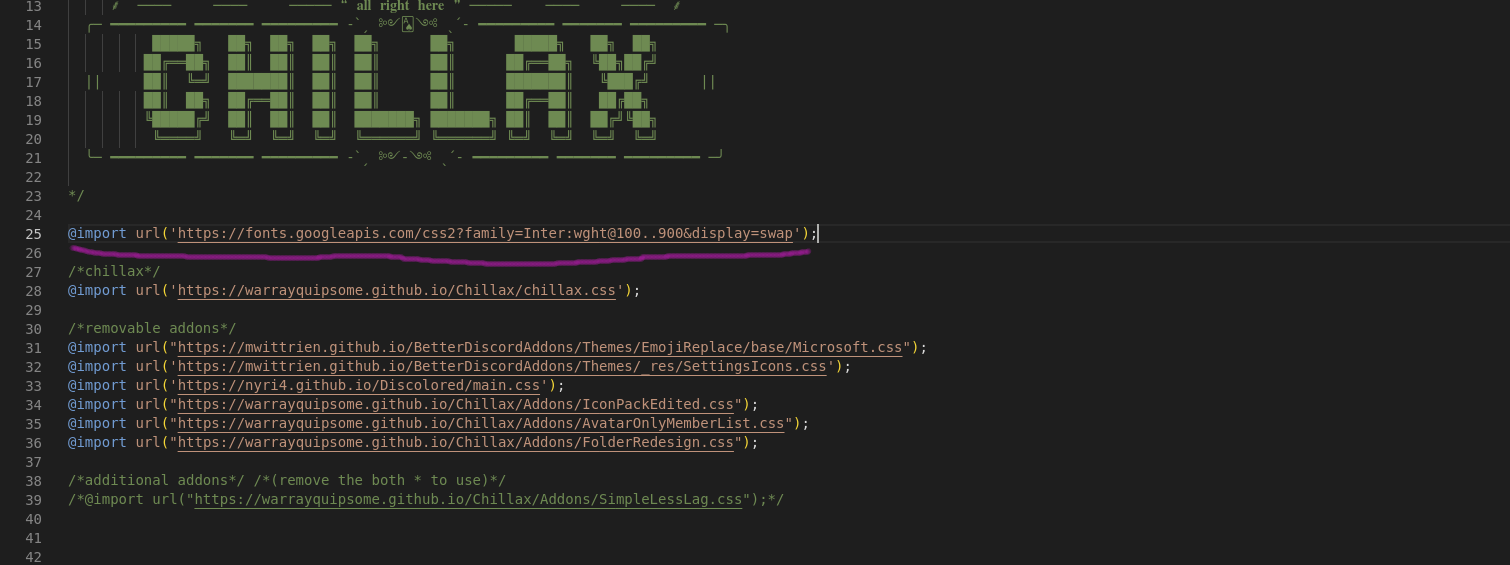 13 “ all right here ”
14
15
16
17 || CHILLAX ||
18
19
20
21
22
23 */
24
25 @import url('https://fonts.googleapis.com/css2?family=Inter:wght@100..900&display=swap');
26
27 /*chillax*/
28 @import url('https://warrayquipsome.github.io/Chillax/chillax.css');
29
30 /*removable addons*/
31 @import url("https://mwittrien.github.io/BetterDiscordAddons/Themes/EmojiReplace/base/Microsoft.css");
32 @import url('https://mwittrien.github.io/BetterDiscordAddons/Themes/_res/SettingsIcons.css');
33 @import url('https://nyri4.github.io/Discolored/main.css');
34 @import url("https://warrayquipsome.github.io/Chillax/Addons/IconPackEdited.css");
35 @import url("https://warrayquipsome.github.io/Chillax/Addons/AvatarOnlyMemberList.css");
36 @import url("https://warrayquipsome.github.io/Chillax/Addons/FolderRedesign.css");
37
38 /*additional addons*/ /*(remove the both * to use)*/
39 /*@import url("https://warrayquipsome.github.io/Chillax/Addons/SimpleLessLag.css");*/
40
41
42